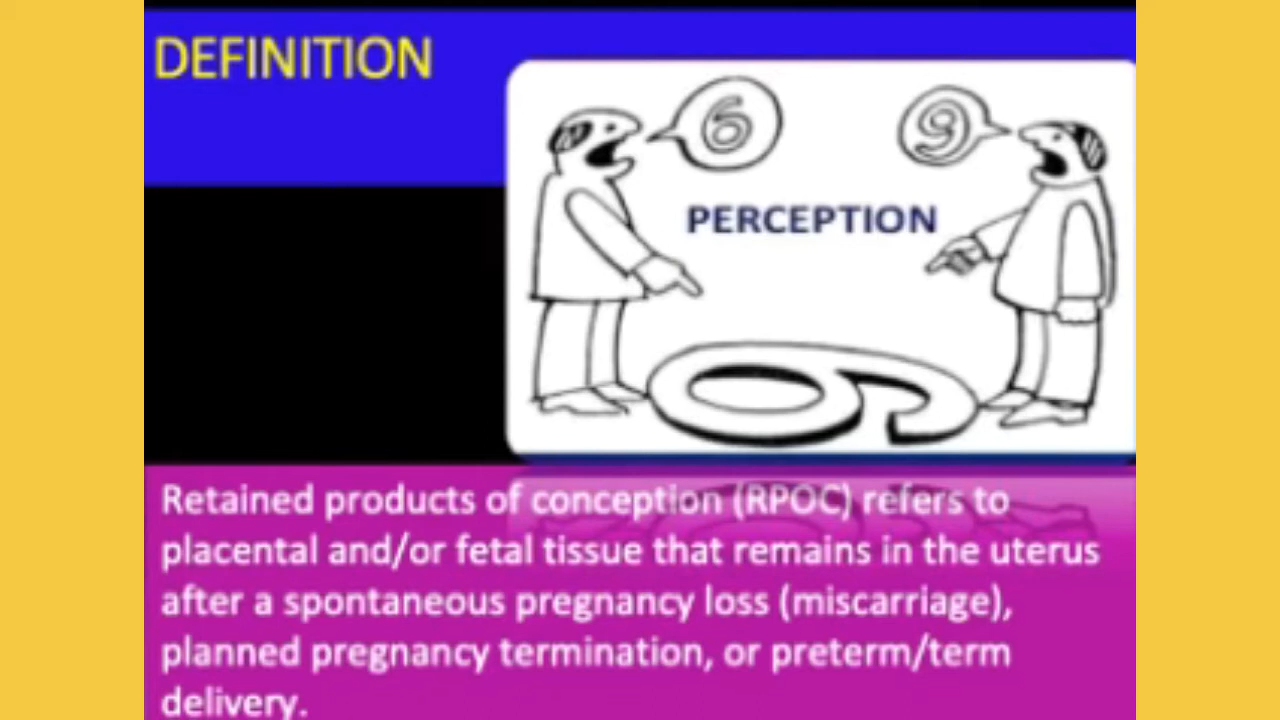 DEFINITION
6
9
PERCEPTION
Retained products of conception (RPOC) refers to
placental and/or fetal tissue that remains in the uterus
after a spontaneous pregnancy loss (miscarriage),
planned pregnancy termination, or preterm/term
delivery.